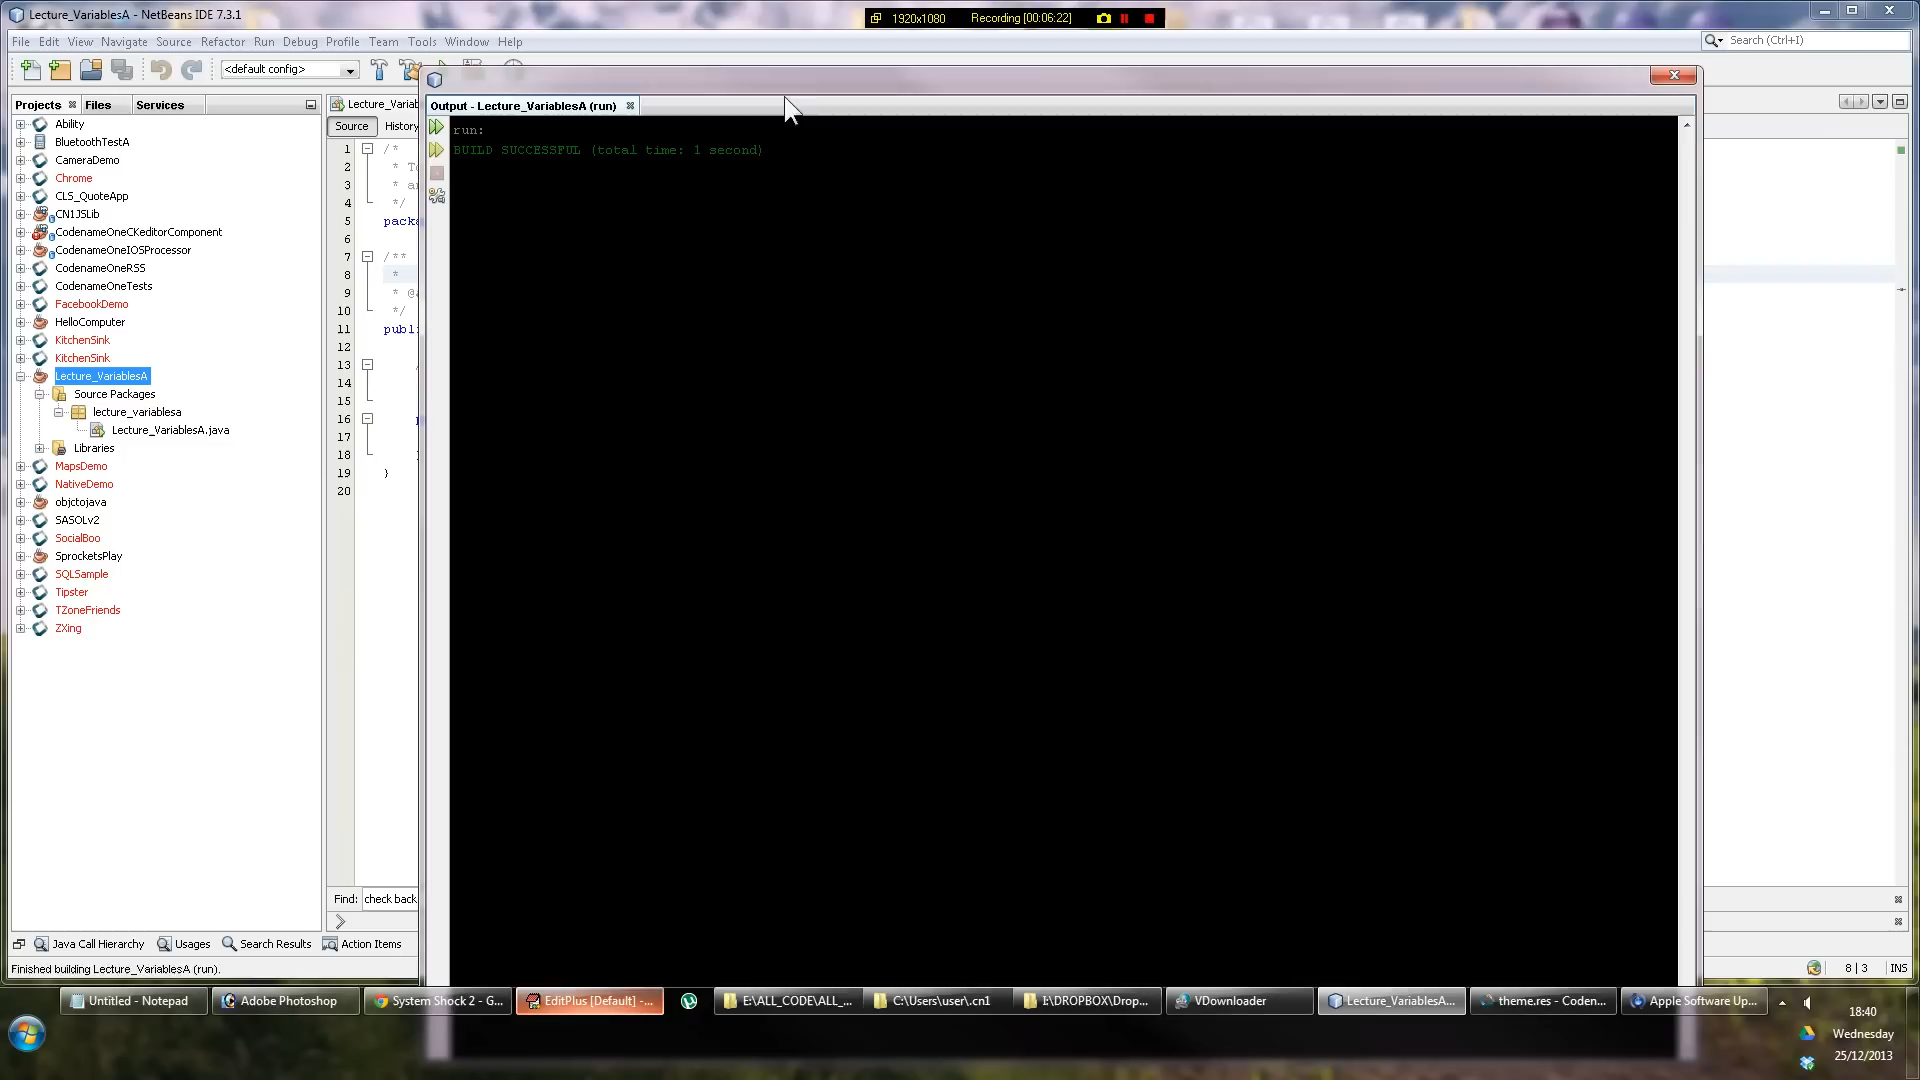 Lecture_VariablesA - NetBeans IDE 7.3.1
1920x1080 Recording [00:06:22]
File Edit View Navigate Source Refactor Run Debug Profile Team Tools Window Help
Search (Ctrl+I)
<default config>
Projects Files Services
Ability
BluetoothTestA
CameraDemo
Chrome
CLS_QuoteApp
CN1JSLib
CodenameOneCKeditorComponent
CodenameOneIOSProcessor
CodenameOneRSS
CodenameOneTests
FacebookDemo
HelloComputer
KitchenSink
KitchenSink
Lecture_VariablesA
Source Packages
lecture_variablesa
Lecture_VariablesA.java
Libraries
MapsDemo
NativeDemo
objctojava
SASOLv2
SocialBoo
SprocketsPlay
SQLSample
Tipster
TZoneFriends
ZXing
Lecture_Variab
Source History
1 /*
2 * To
3 * a
4 */
5 packa
6
7 /**
8 *
9 * @a
10 */
11 publi
12
13
14
15
16
17
18
19 }
20
Find: check back
Output - Lecture_VariablesA (run)
run:
BUILD SUCCESSFUL (total time: 1 second)
Java Call Hierarchy Usages Search Results Action Items
Finished building Lecture_VariablesA (run).
8|3 INS
Untitled - Notepad
Adobe Photoshop
System Shock 2 - G...
EditPlus [Default] -...
E:\ALL_CODE\ALL_...
C:\Users\user\.cn1
I:\DROPBOX\Drop...
VDownloader
Lecture_VariablesA...
theme.res - Coden...
Apple Software Up...
18:40
Wednesday
25/12/2013